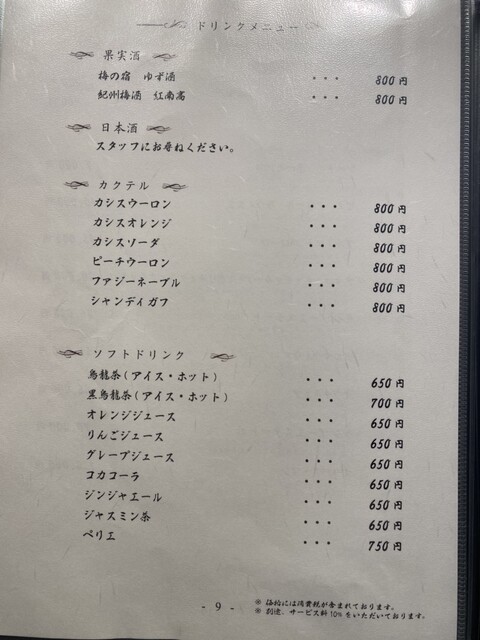 ドリンクメニュー
果実酒
梅の宿 ゆず酒 ・・・ 800円
紀州梅酒 紅南高 ・・・ 800円
日本酒
スタッフにお尋ねください。
カクテル
カシスウーロン ・・・ 800円
カシスオレンジ ・・・ 800円
カシスソーダ ・・・ 800円
ピーチウーロン ・・・ 800円
ファジーネーブル ・・・ 800円
シャンディガフ ・・・ 800円
ソフトドリンク
烏龍茶(アイス・ホット) ・・・ 650円
黒烏龍茶(アイス・ホット) ・・・ 700円
オレンジジュース ・・・ 650円
りんごジュース ・・・ 650円
グレープジュース ・・・ 650円
コカコーラ ・・・ 650円
ジンジャエール ・・・ 650円
ジャスミン茶 ・・・ 650円
ペリエ ・・・ 750円
- 9 -
※ 価格には消費税が含まれております。
※ 別途、サービス料10%をいただいております。